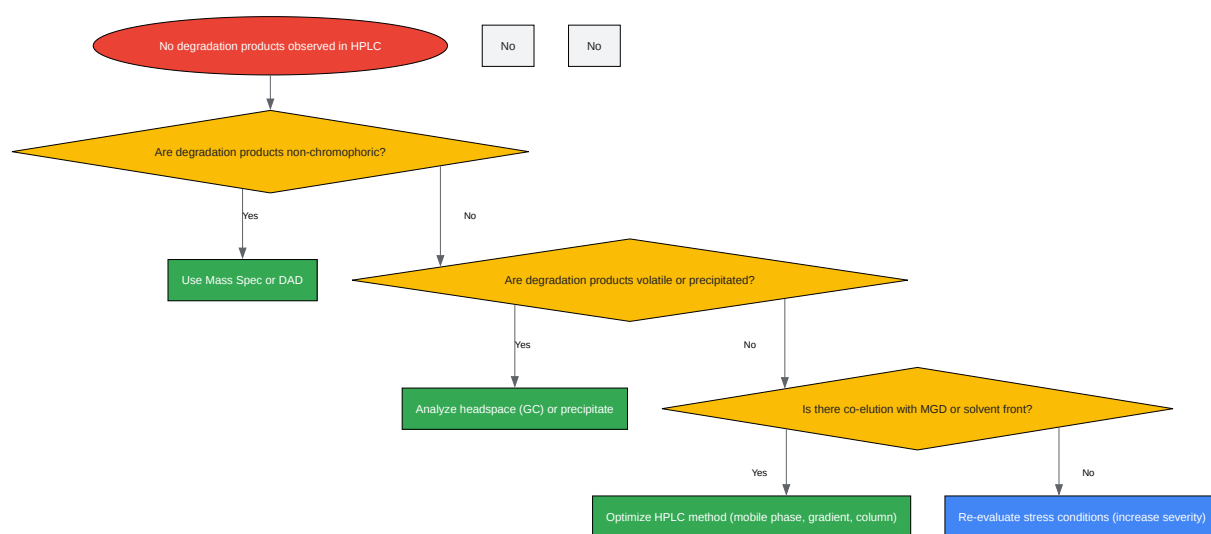 No degradation products observed in HPLC
No
No
Are degradation products non-chromophoric?
Yes
No
Use Mass Spec or DAD
Are degradation products volatile or precipitated?
Yes
No
Analyze headspace (GC) or precipitate
Is there co-elution with MGD or solvent front?
Yes
No
Optimize HPLC method (mobile phase, gradient, column)
Re-evaluate stress conditions (increase severity)